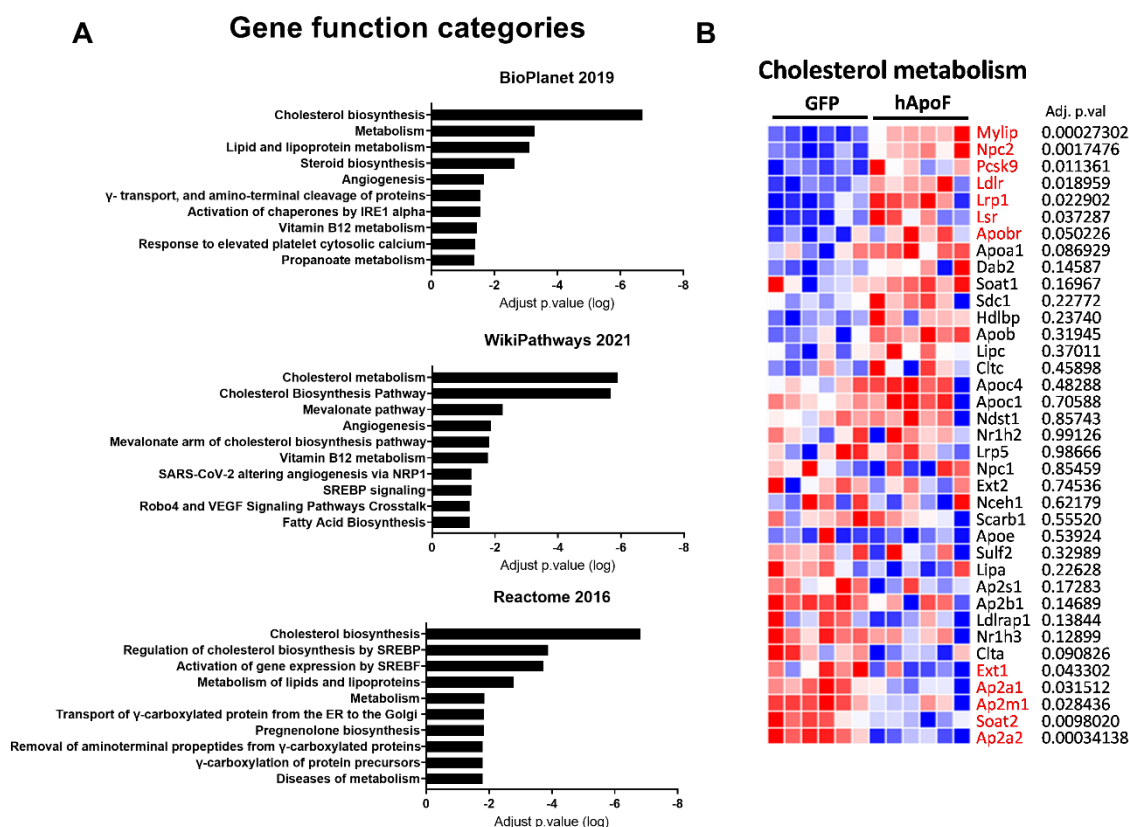 A
Gene function categories
BioPlanet 2019
Cholesterol biosynthesis
Metabolism
Lipid and lipoprotein metabolism
Steroid biosynthesis
Angiogenesis
γ- transport, and amino-terminal cleavage of proteins
Activation of chaperones by IRE1 alpha
Vitamin B12 metabolism
Response to elevated platelet cytosolic calcium
Propanoate metabolism
0 -2 -4 -6 -8
Adjust p.value (log)
WikiPathways 2021
Cholesterol metabolism
Cholesterol Biosynthesis Pathway
Mevalonate pathway
Angiogenesis
Mevalonate arm of cholesterol biosynthesis pathway
Vitamin B12 metabolism
SARS-CoV-2 altering angiogenesis via NRP1
SREBP signaling
Robo4 and VEGF Signaling Pathways Crosstalk
Fatty Acid Biosynthesis
0 -2 -4 -6 -8
Adjust p.value (log)
Reactome 2016
Cholesterol biosynthesis
Regulation of cholesterol biosynthesis by SREBP
Activation of gene expression by SREBF
Metabolism of lipids and lipoproteins
Metabolism
Transport of γ-carboxylated protein from the ER to the Golgi
Pregnenolone biosynthesis
Removal of aminoterminal propeptides from γ-carboxylated proteins
γ-carboxylation of protein precursors
Diseases of metabolism
0 -2 -4 -6 -8
Adjust p.value (log)
B
Cholesterol metabolism
GFP hApoF Adj. p.val
Mylip 0.00027302
Npc2 0.0017476
Pcsk9 0.011361
Ldlr 0.018959
Lrp1 0.022902
Lsr 0.037287
Apobr 0.050226
Apoa1 0.086929
Dab2 0.14587
Soat1 0.16967
Sdc1 0.22772
Hdlbp 0.23740
Apob 0.31945
Lipc 0.37011
Cltc 0.45898
Apoc4 0.48288
Apoc1 0.70588
Ndst1 0.85743
Nr1h2 0.99126
Lrp5 0.98666
Npc1 0.85459
Ext2 0.74536
Nceh1 0.62179
Scarb1 0.55520
Apoe 0.53924
Sulf2 0.32989
Lipa 0.22628
Ap2s1 0.17283
Ap2b1 0.14689
Ldlrap1 0.13844
Nr1h3 0.12899
Clta 0.090826
Ext1 0.043302
Ap2a1 0.031512
Ap2m1 0.028436
Soat2 0.0098020
Ap2a2 0.00034138